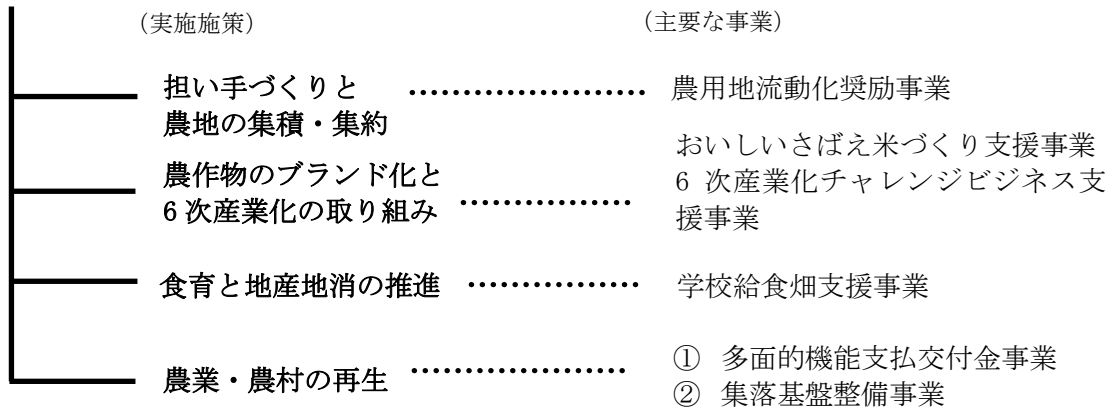 （実施施策）
（主要な事業）
担い手づくりと
農地の集積・集約
農用地流動化奨励事業
農作物のブランド化と
６次産業化の取り組み
おいしいさばえ米づくり支援事業
6 次産業化チャレンジビジネス支
援事業
食育と地産地消の推進
学校給食畑支援事業
農業・農村の再生
① 多面的機能支払交付金事業
② 集落基盤整備事業